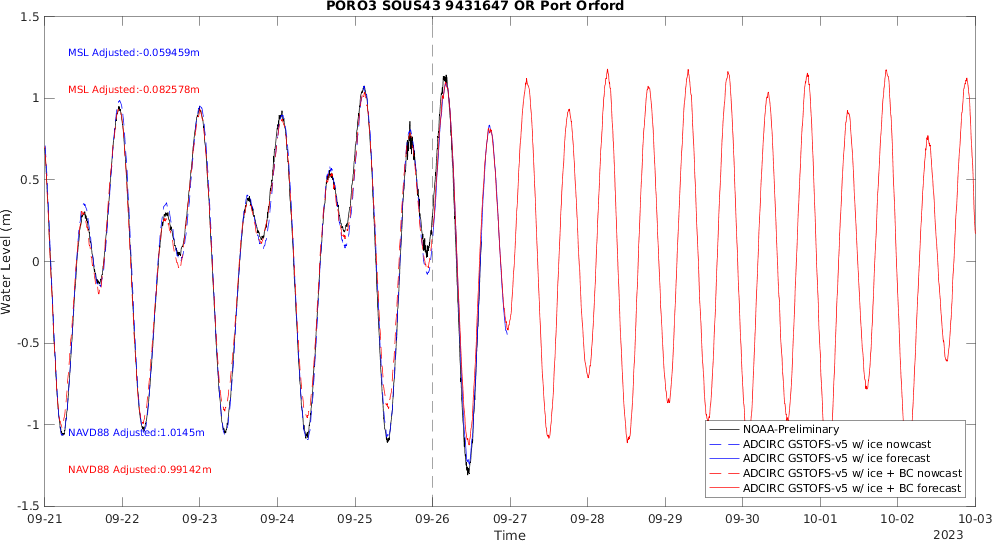 PORO3 SOUS43 9431647 OR Port Orford
MSL Adjusted:-0.059459m
MSL Adjusted:-0.082578m
NAVD88 Adjusted:1.0145m
NAVD88 Adjusted:0.99142m
1.5
1
0.5
0
-0.5
-1
-1.5
Water Level (m)
NOAA-Preliminary
ADCIRC GSTOFS-v5 w/ ice nowcast
ADCIRC GSTOFS-v5 w/ ice forecast
ADCIRC GSTOFS-v5 w/ ice + BC nowcast
ADCIRC GSTOFS-v5 w/ ice + BC forecast
09-21 09-22 09-23 09-24 09-25 09-26 09-27 09-28 09-29 09-30 10-01 10-02 10-03
Time
2023